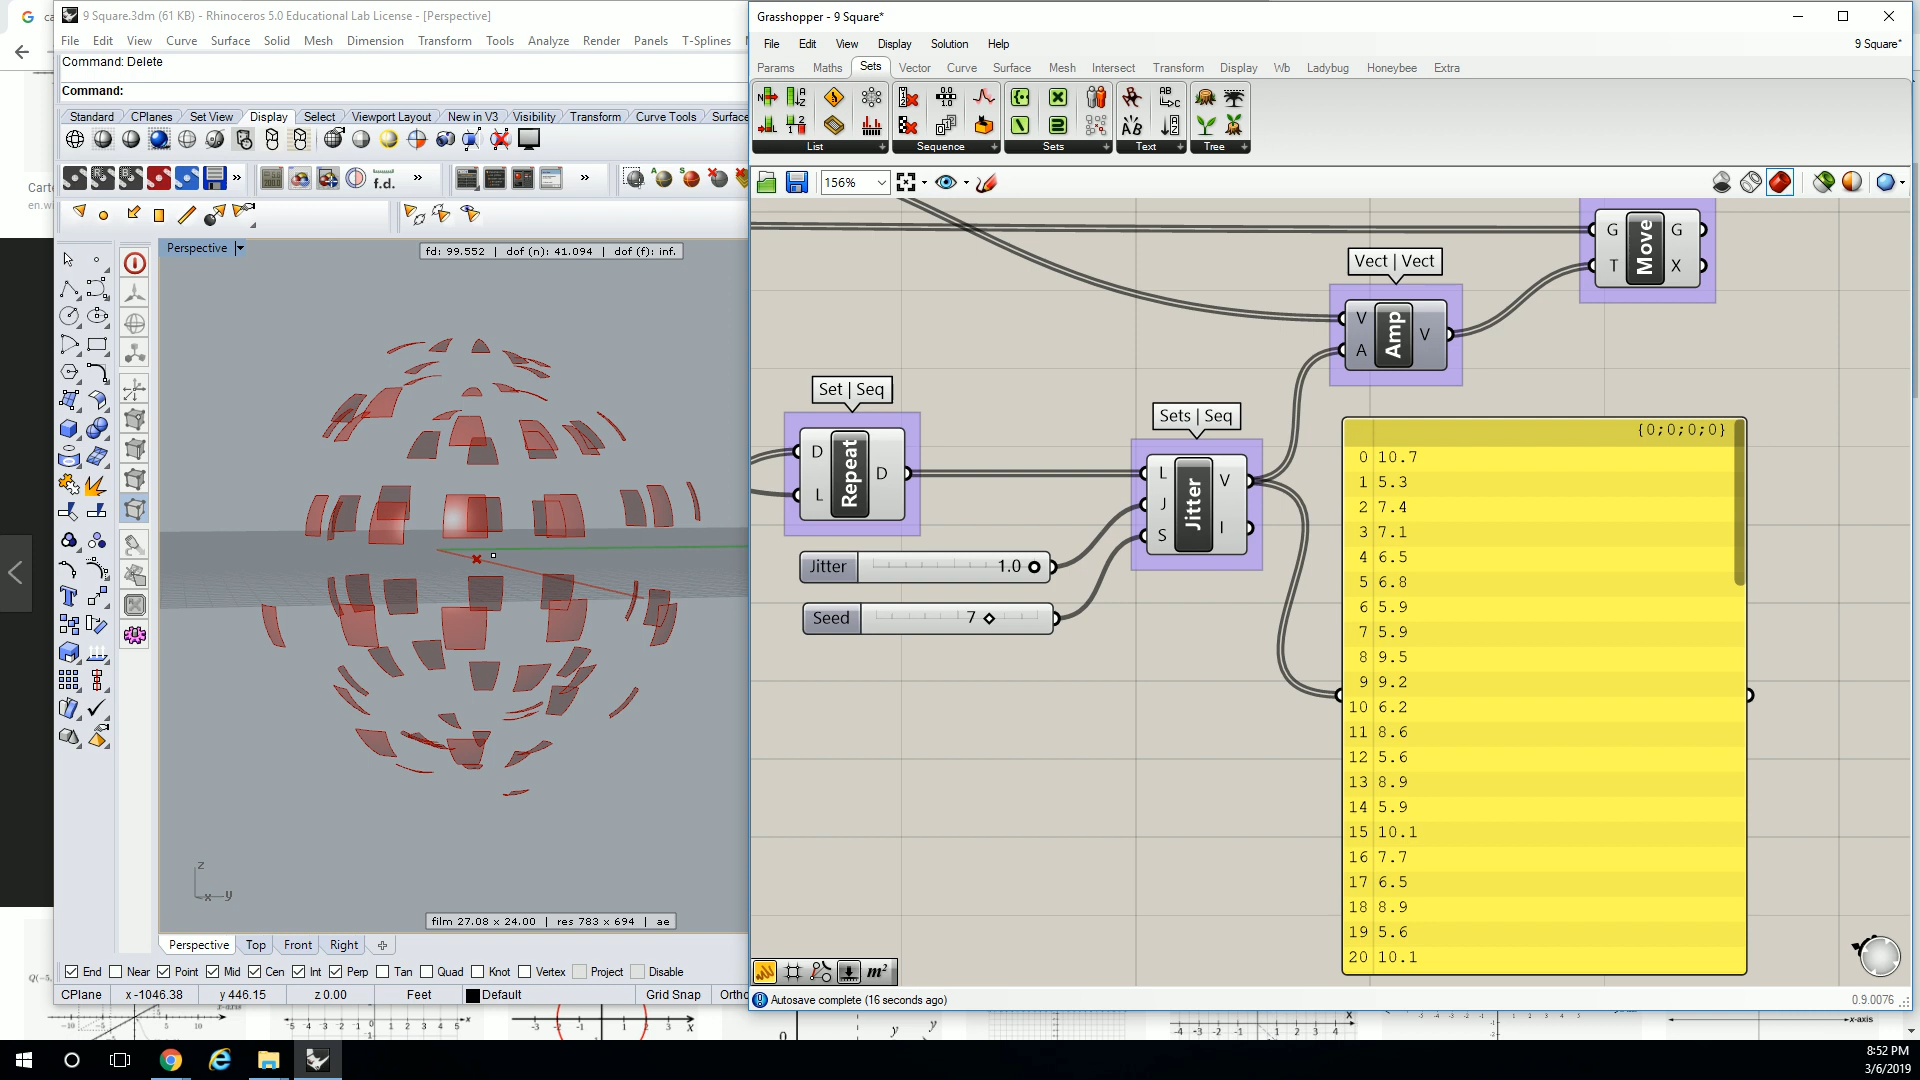 9 Square.3dm (61 KB) - Rhinoceros 5.0 Educational Lab License - [Perspective]
File Edit View Curve Surface Solid Mesh Dimension Transform Tools Analyze Render Panels T-Splines
Command: Delete
Command:
Standard CPlanes Set View Display Select Viewport Layout New in V3 Visibility Transform Curve Tools Surface
f.d.
Perspective
fd: 99.552 | dof (n): 41.094 | dof (f): inf.
z
x y
film 27.08 x 24.00 | res 783 x 694 | ae
Perspective Top Front Right
End Near Point Mid Cen Int Perp Tan Quad Knot Vertex Project Disable
CPlane x -1046.38 y 446.15 z 0.00 Feet Default Grid Snap Ortho
Grasshopper - 9 Square*
File Edit View Display Solution Help
9 Square*
Params Maths Sets Vector Curve Surface Mesh Intersect Transform Display Wb Ladybug Honeybee Extra
List Sequence Sets Text Tree
156%
G Move G
T X
Vect | Vect
V Amp V
A
Set | Seq
D Repeat D
L
Sets | Seq
L Jitter V
J
S I
Jitter 1.0
Seed 7
{0;0;0;0}
0 10.7
1 5.3
2 7.4
3 7.1
4 6.5
5 6.8
6 5.9
7 5.9
8 9.5
9 9.2
10 6.2
11 8.6
12 5.6
13 8.9
14 5.9
15 10.1
16 7.7
17 6.5
18 8.9
19 5.6
20 10.1
m²
Autosave complete (16 seconds ago)
0.9.0076
Carte
en.wi
8:52 PM
3/6/2019